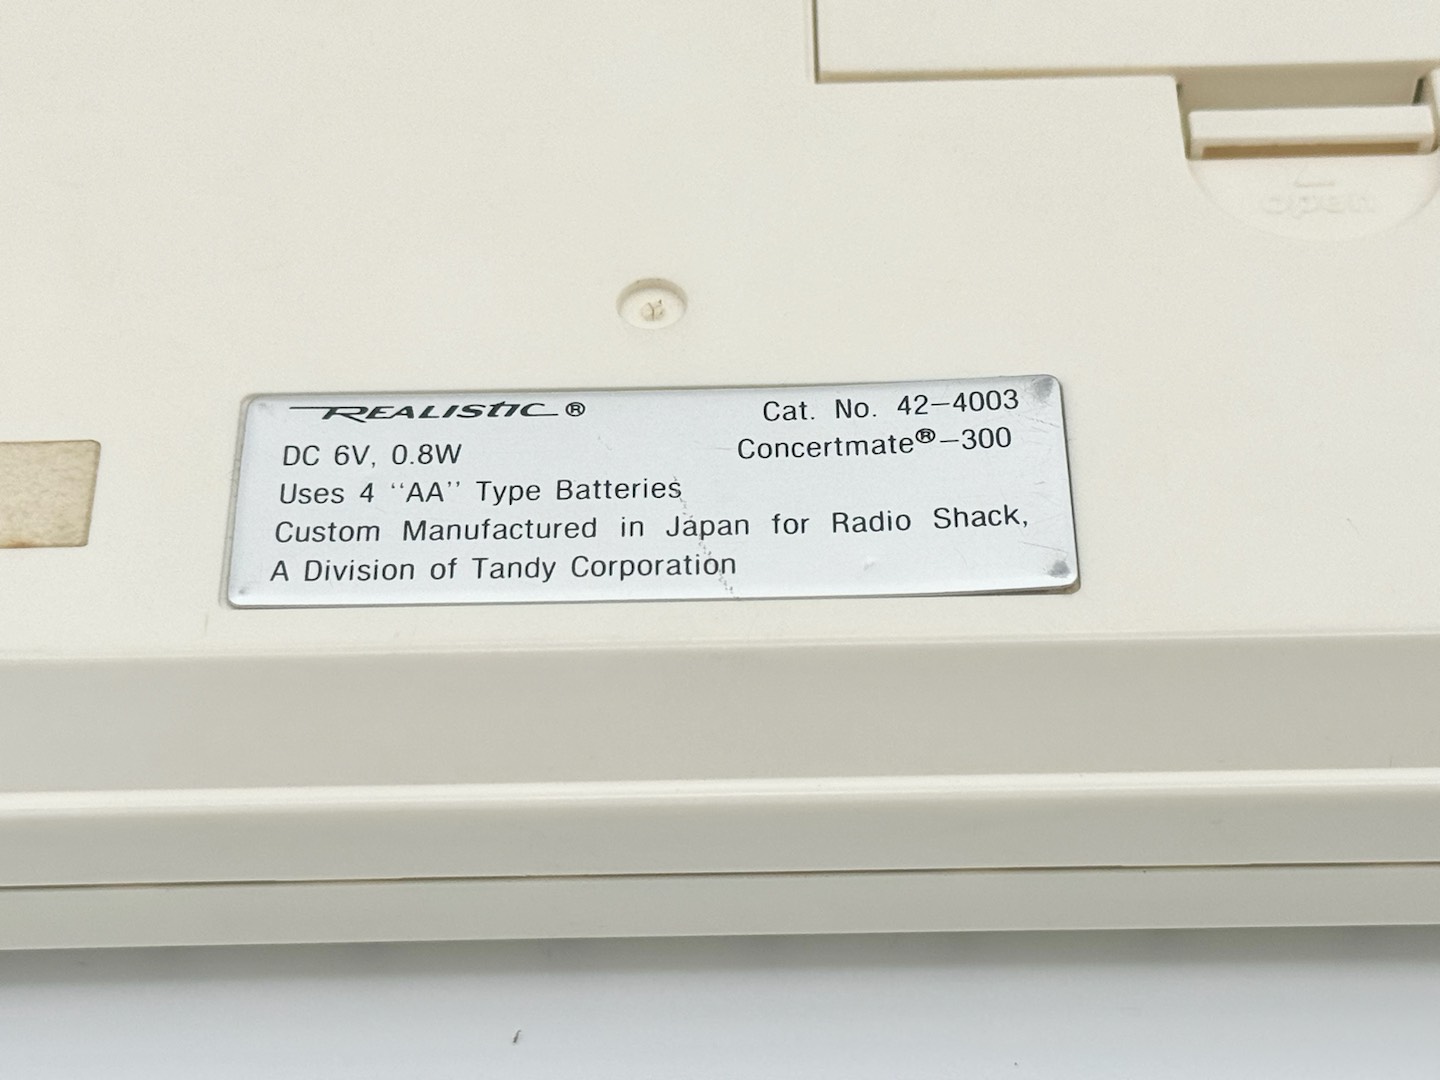 open
REALISTIC®
Cat. No. 42-4003
DC 6V, 0.8W
Concertmate®-300
Uses 4 ‘‘AA’’ Type Batteries
Custom Manufactured in Japan for Radio Shack,
A Division of Tandy Corporation